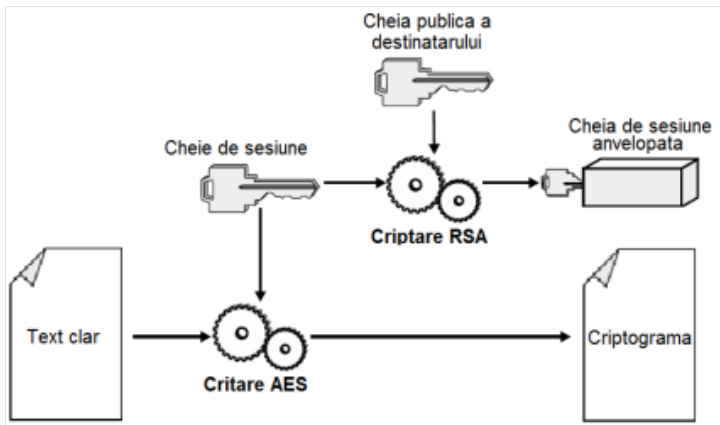 Cheia publica a
destinatarului
Cheie de sesiune
Cheia de sesiune
anvelopata
Criptare RSA
Text clar
Critare AES
Criptograma